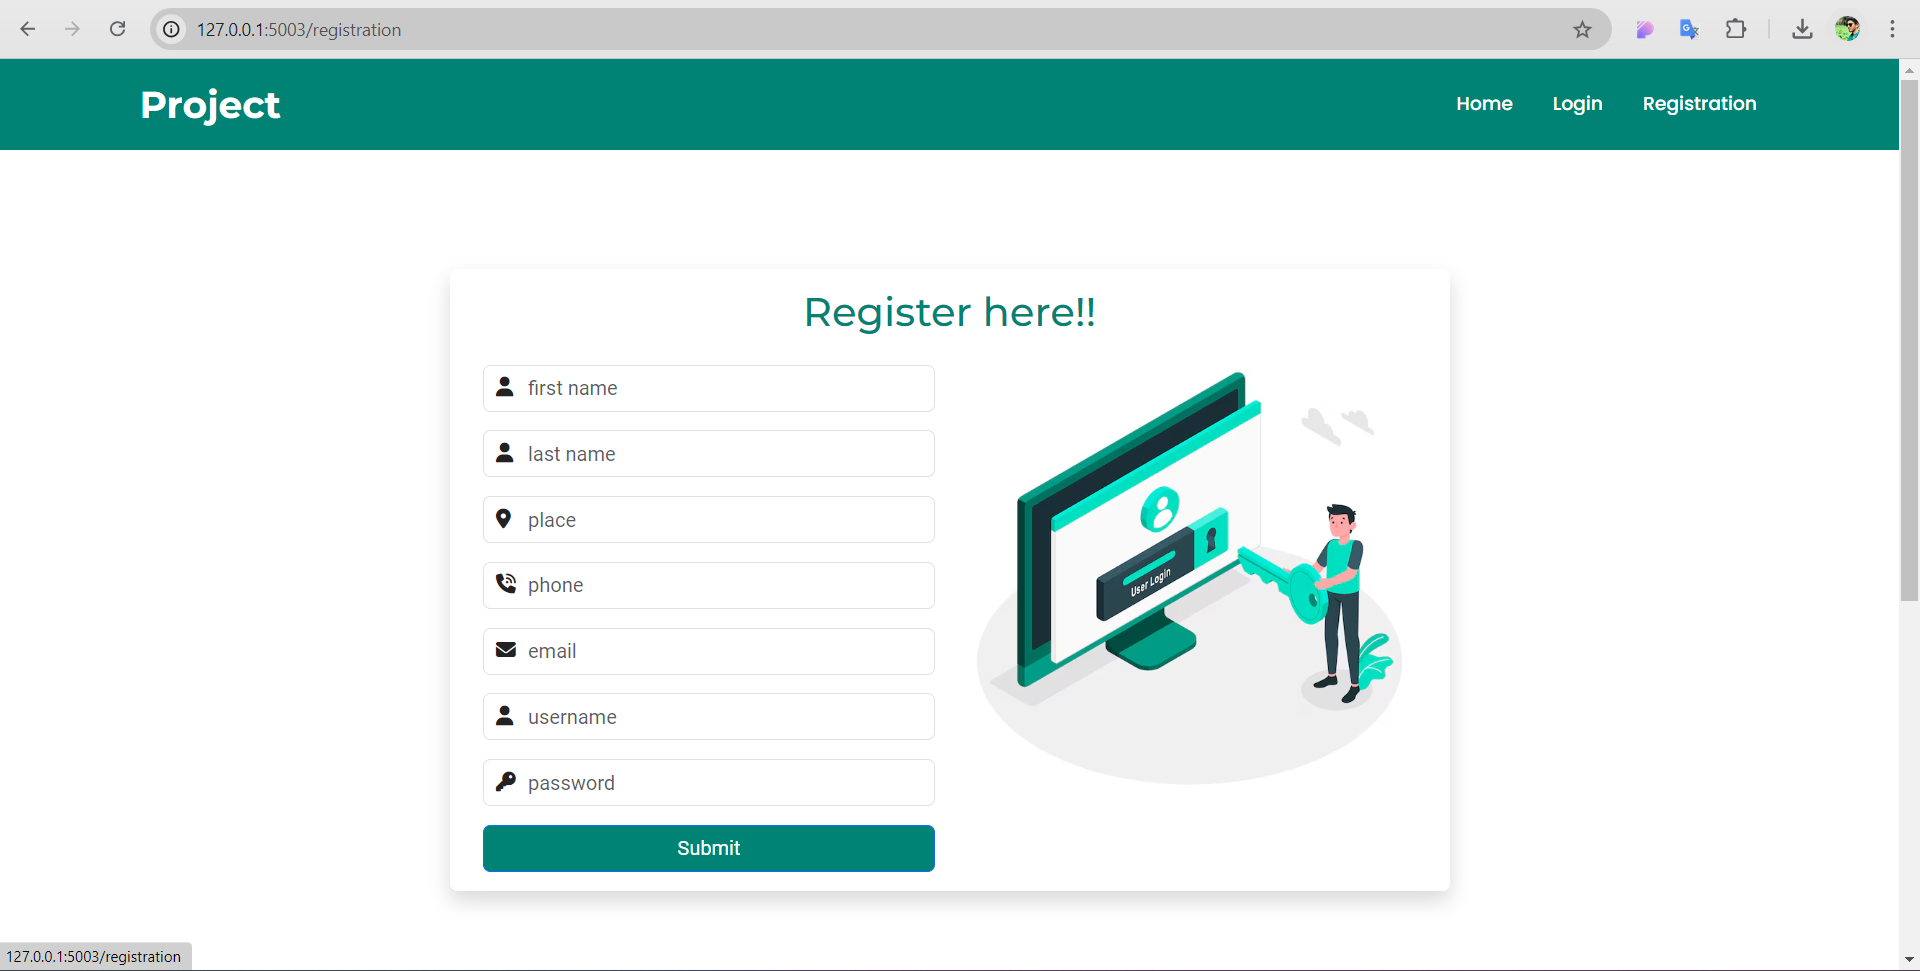 127.0.0.1:5003/registration
Project
Home Login Registration
Register here!!
first name
last name
place
phone
email
username
password
Submit
User Login
127.0.0.1:5003/registration